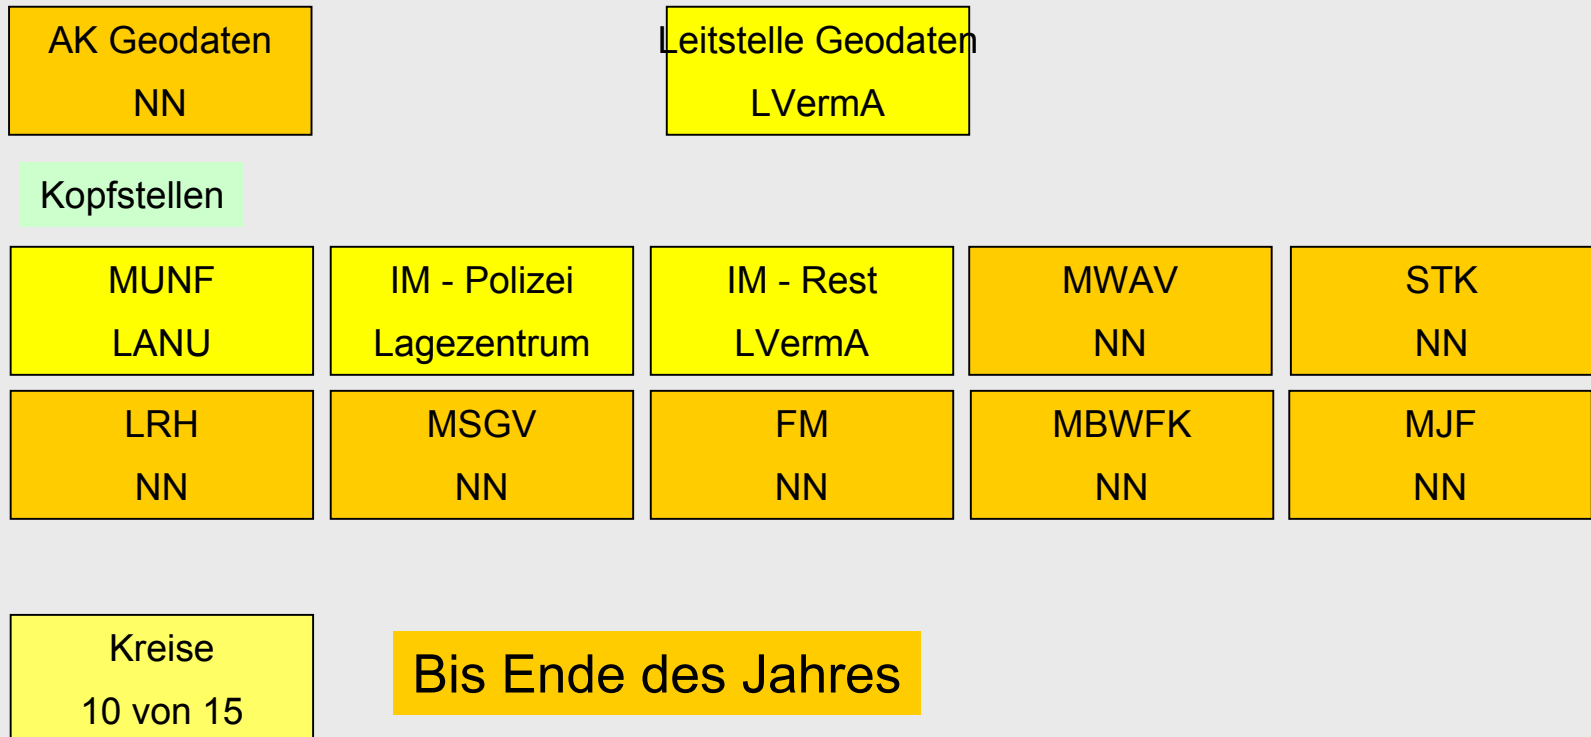 AK Geodaten
NN
Leitstelle Geodaten
LVermA
Kopfstellen
MUNF
LANU
IM - Polizei
Lagezentrum
IM - Rest
LVermA
MWAV
NN
STK
NN
LRH
NN
MSGV
NN
FM
NN
MBWFK
NN
MJF
NN
Kreise
10 von 15
Bis Ende des Jahres